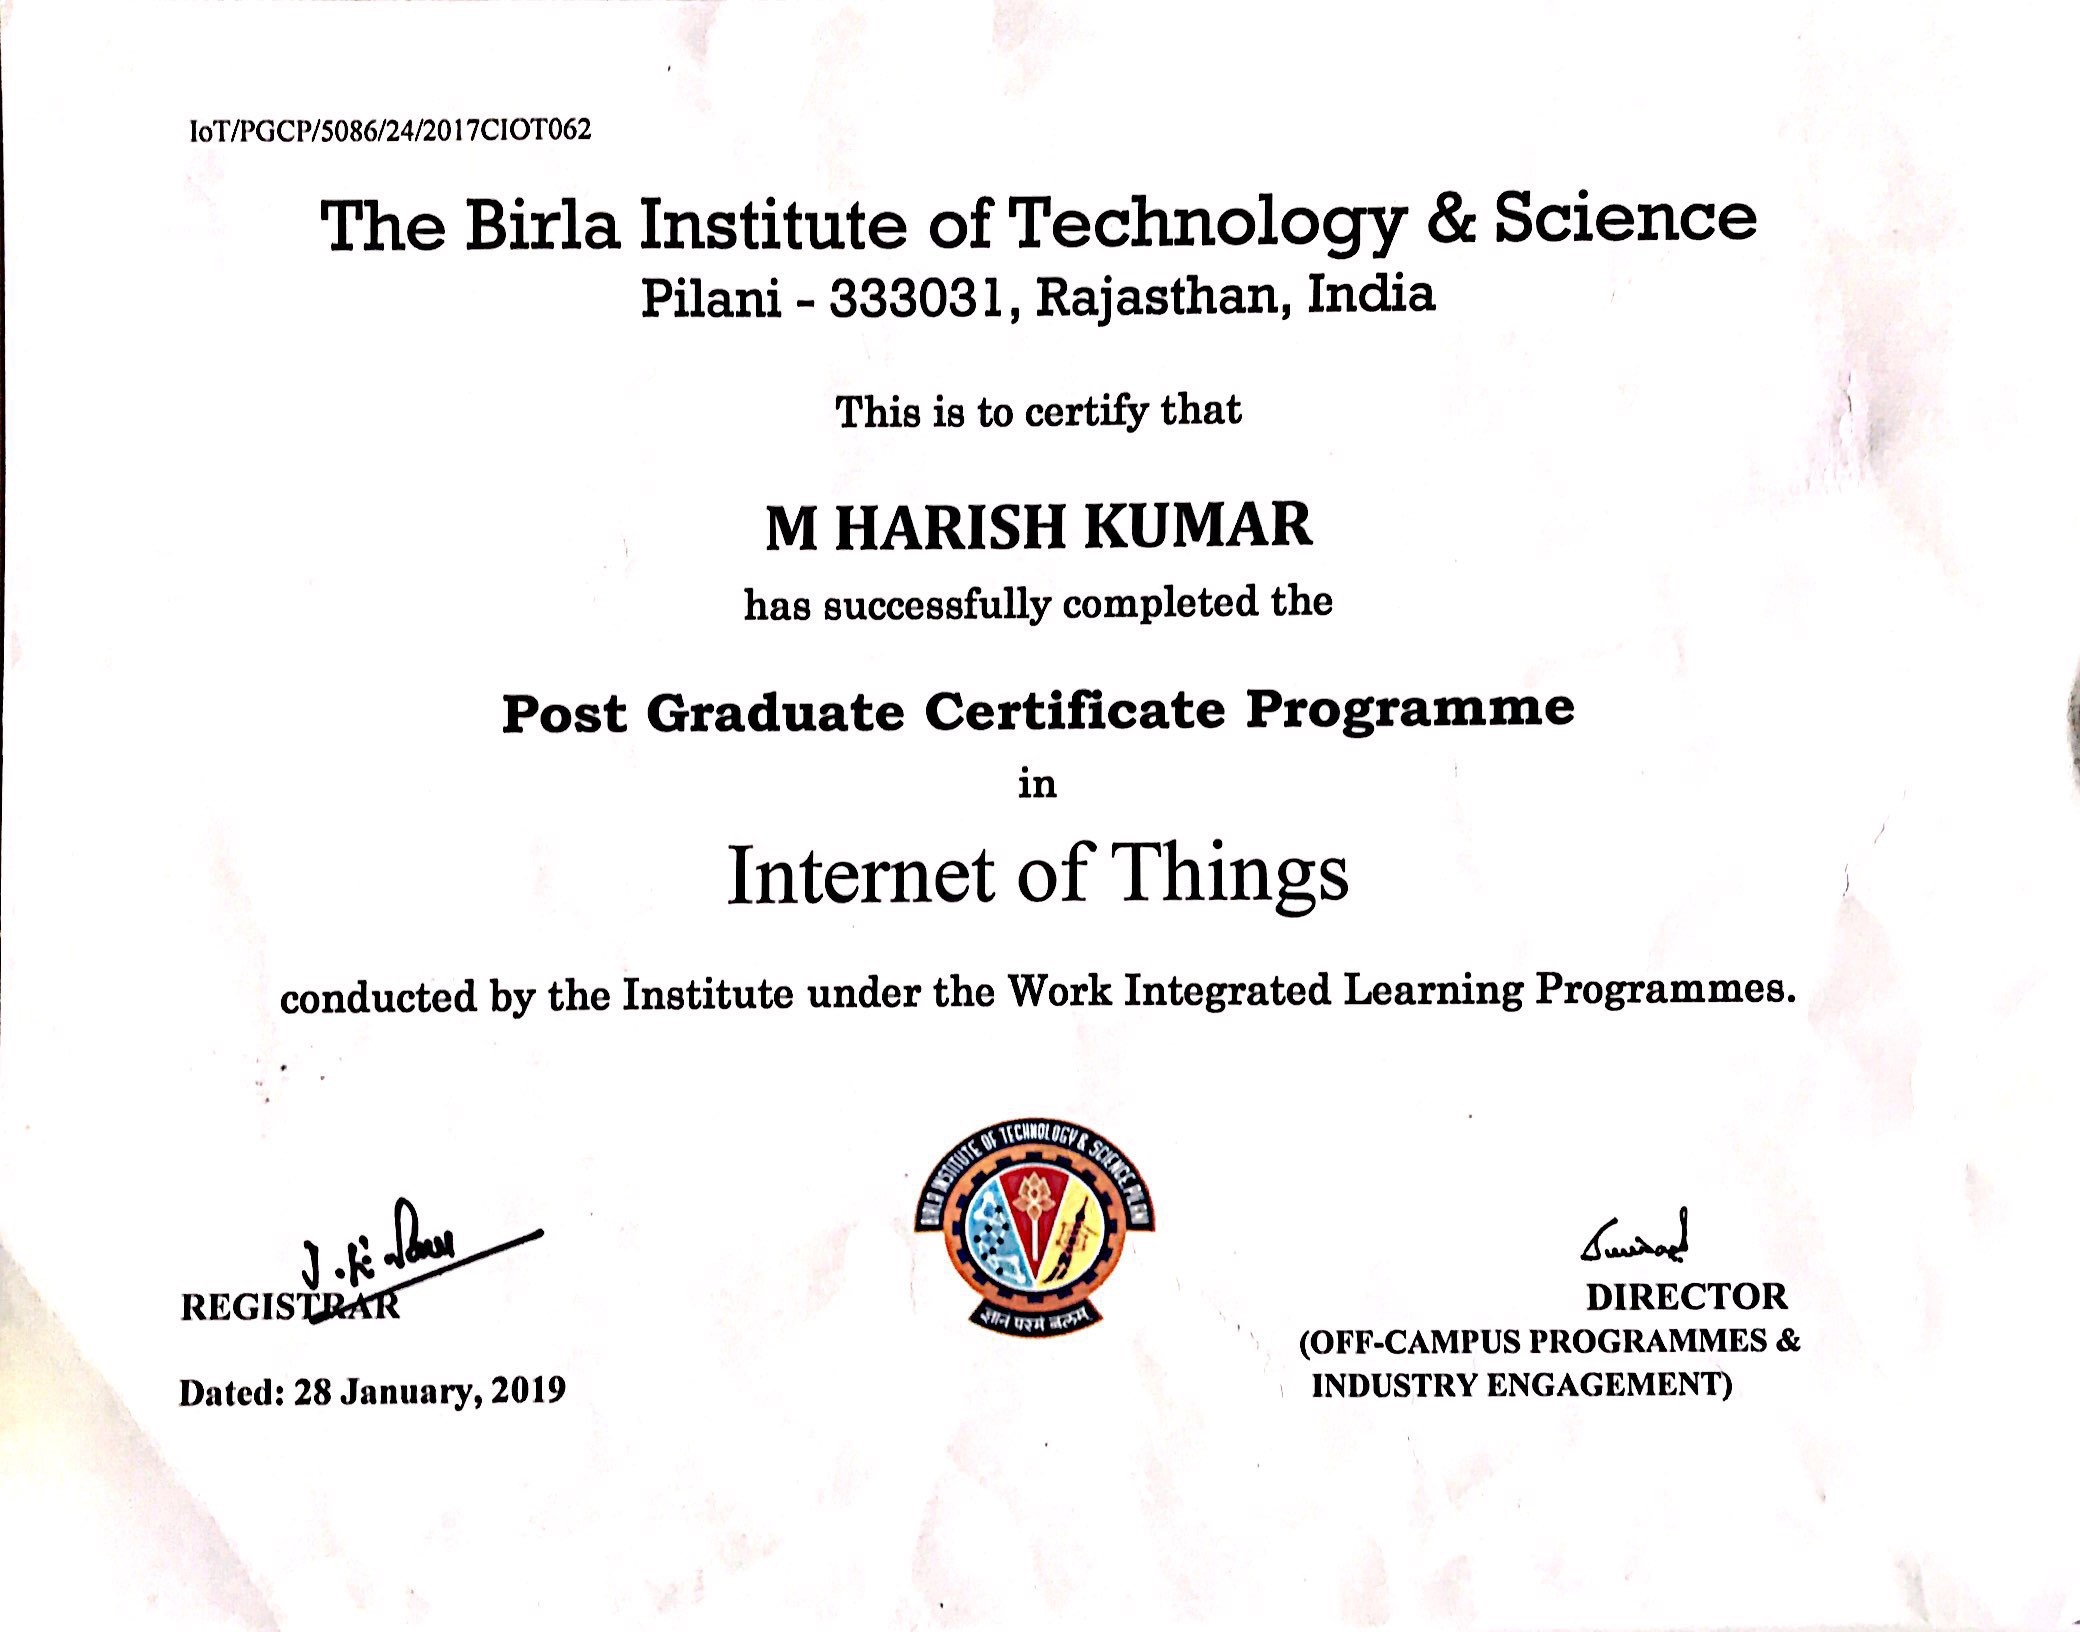 IoT/PGCP/5086/24/2017CIOT062
The Birla Institute of Technology & Science
Pilani - 333031, Rajasthan, India
This is to certify that
M HARISH KUMAR
has successfully completed the
Post Graduate Certificate Programme
in
Internet of Things
conducted by the Institute under the Work Integrated Learning Programmes.
BIRLA INSTITUTE OF TECHNOLOGY & SCIENCE PILANI
ज्ञान परमं बलम्
REGISTRAR
Dated: 28 January, 2019
DIRECTOR
(OFF-CAMPUS PROGRAMMES &
INDUSTRY ENGAGEMENT)